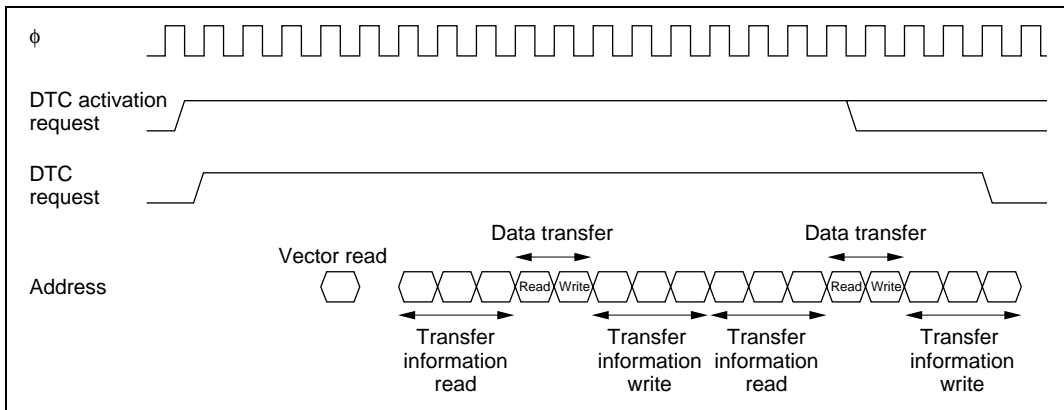 ϕ
DTC activation
request
DTC
request
Data transfer
Data transfer
Vector read
Address
Read
Write
Read
Write
Transfer
information
read
Transfer
information
write
Transfer
information
read
Transfer
information
write